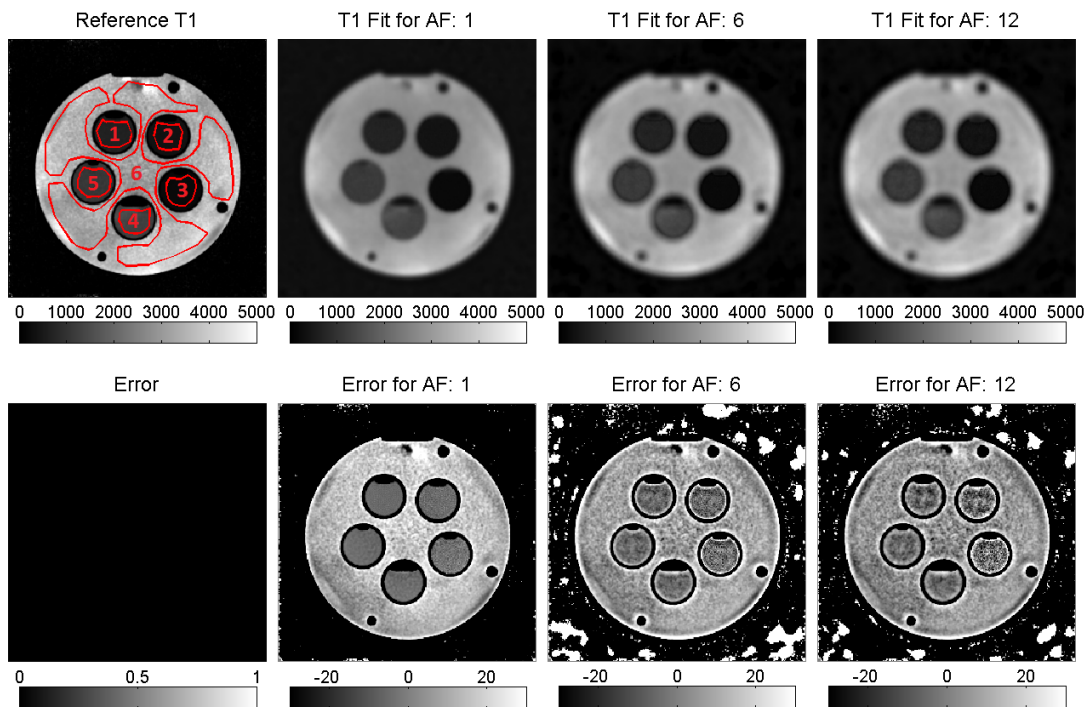 Reference T1
T1 Fit for AF: 1
T1 Fit for AF: 6
T1 Fit for AF: 12
1
2
3
4
5
6
0 1000 2000 3000 4000 5000
0 1000 2000 3000 4000 5000
0 1000 2000 3000 4000 5000
0 1000 2000 3000 4000 5000
Error
Error for AF: 1
Error for AF: 6
Error for AF: 12
0 0.5 1
-20 0 20
-20 0 20
-20 0 20